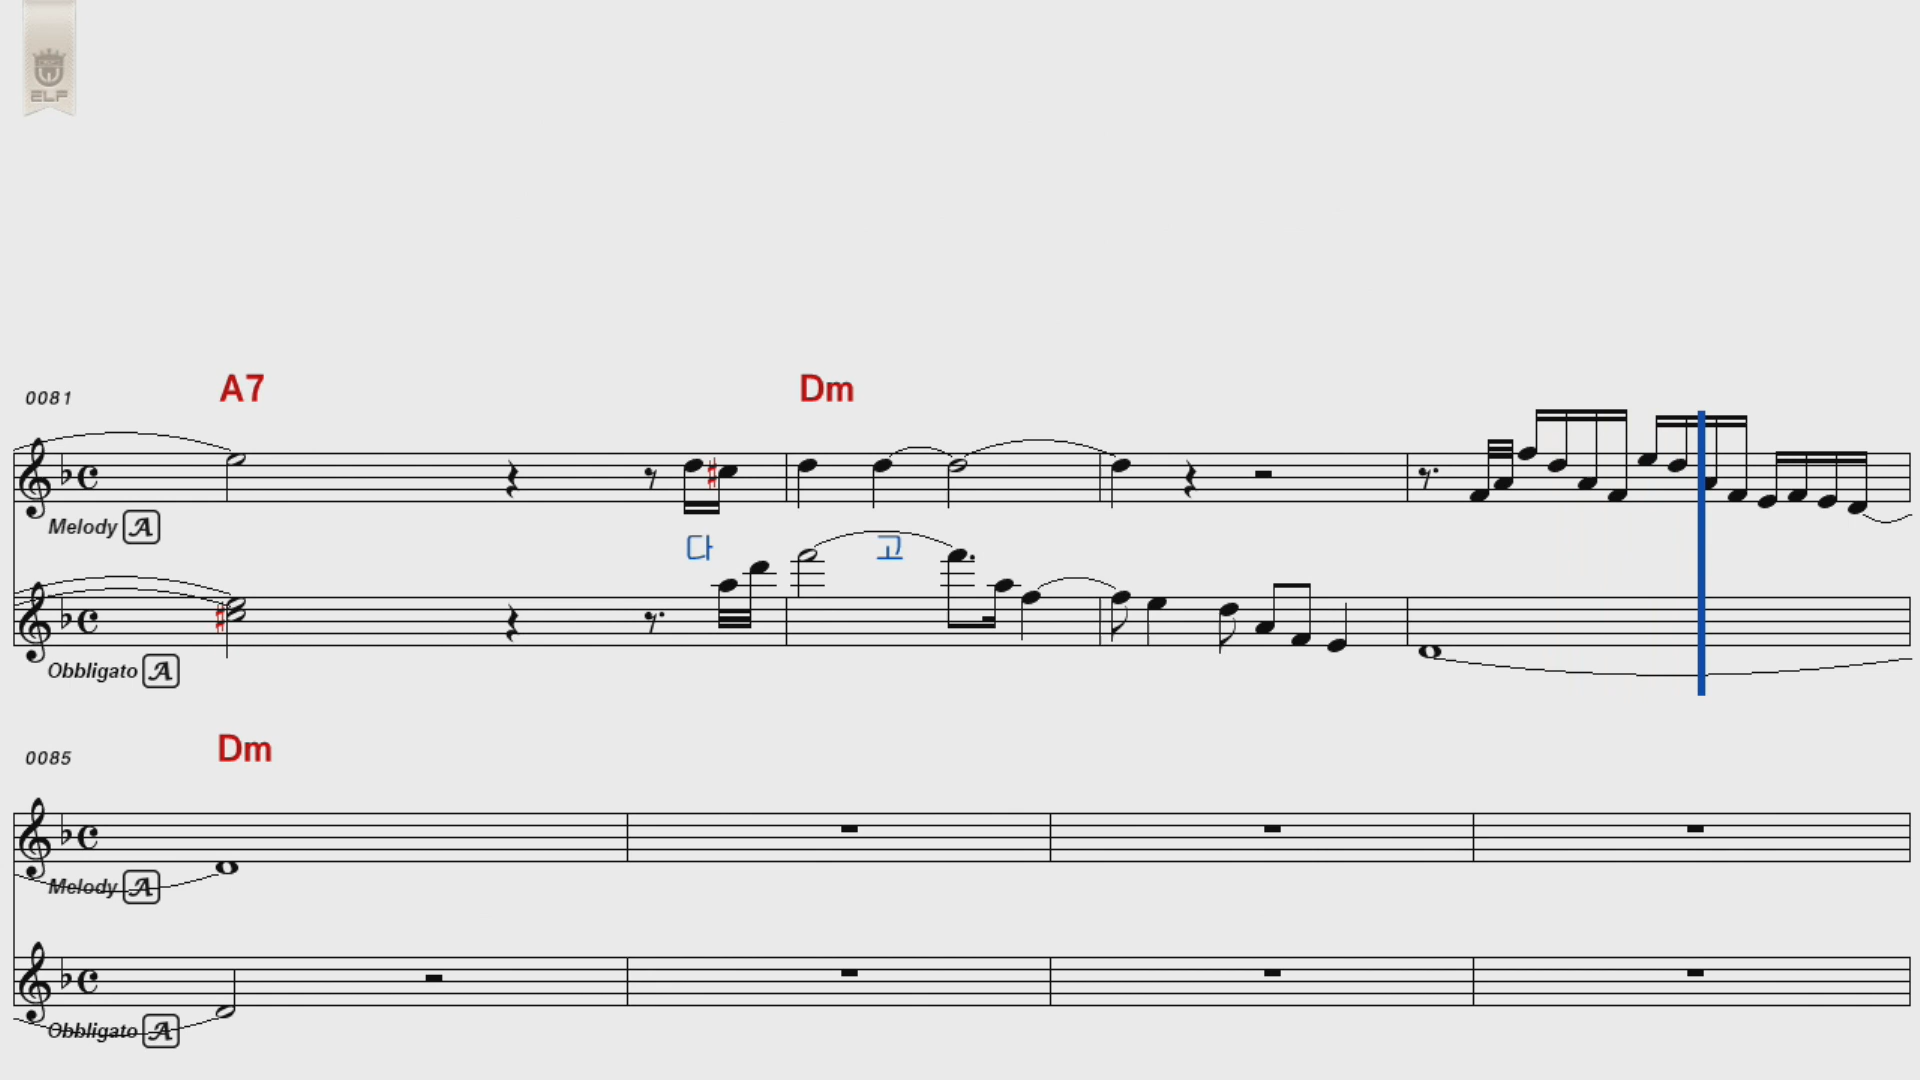 ELF
0081 A7 Dm
Melody A
다 고
Obbligato A
0085 Dm
Melody A
Obbligato A